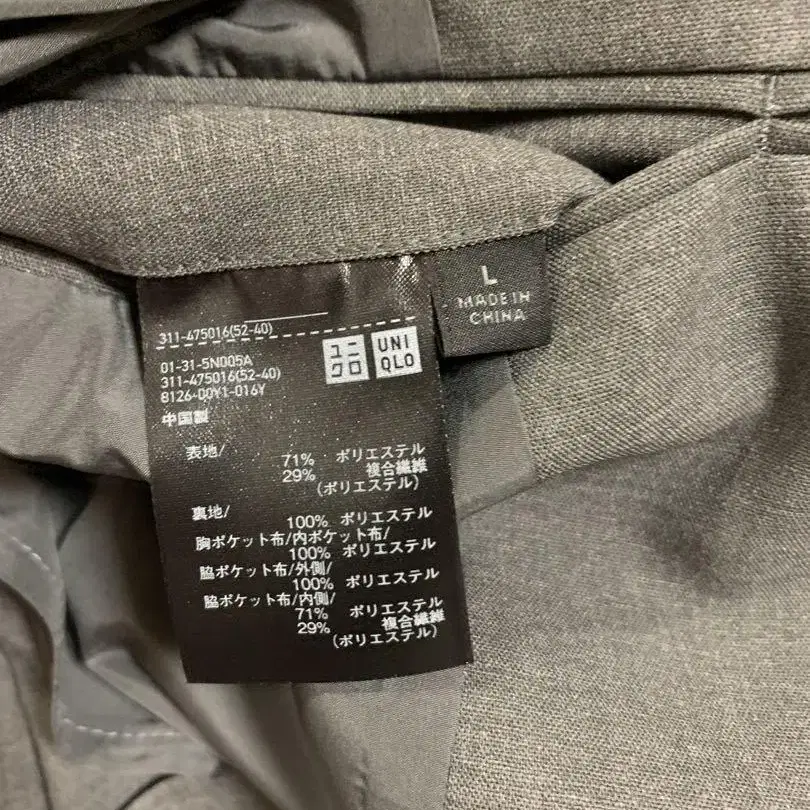 311-475016(52-40)
ユニ
クロ
UNI
QLO
L
MADE IN
CHINA
01-31-5N005A
311-475016(52-40)
8126-00Y1-016Y
中国製
表地/
71% ポリエステル
29% 複合繊維
(ポリエステル)
裏地/
100% ポリエステル
胸ポケット布/内ポケット布/
100% ポリエステル
脇ポケット布/外側/
100% ポリエステル
脇ポケット布/内側/
71% ポリエステル
29% 複合繊維
(ポリエステル)